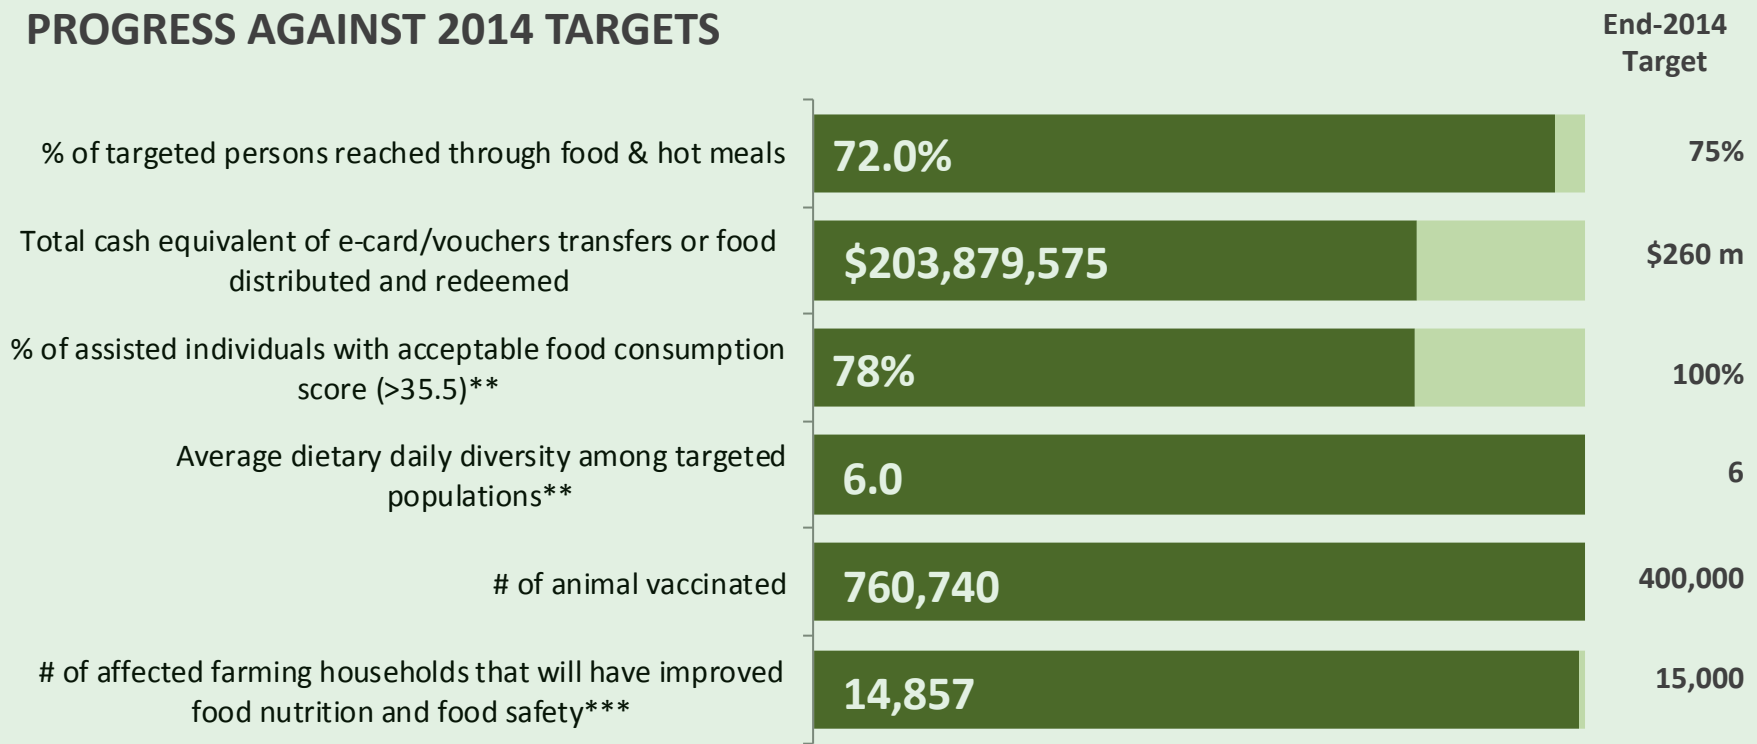 PROGRESS AGAINST 2014 TARGETS
End-2014
Target
% of targeted persons reached through food & hot meals
72.0%
75%
Total cash equivalent of e-card/vouchers transfers or food
distributed and redeemed
$203,879,575
$260 m
% of assisted individuals with acceptable food consumption
score (>35.5)**
78%
100%
Average dietary daily diversity among targeted
populations**
6.0
6
# of animal vaccinated
760,740
400,000
# of affected farming households that will have improved
food nutrition and food safety***
14,857
15,000